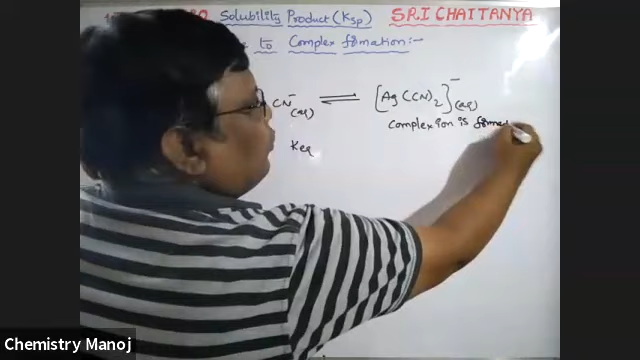 Solubility Product (Ksp) SRI CHAITANYA
to Complex formation:-
CN⁻(aq) ⇌ [Ag(CN)2]⁻(aq)
Complex ion is formed
Keq
Chemistry Manoj